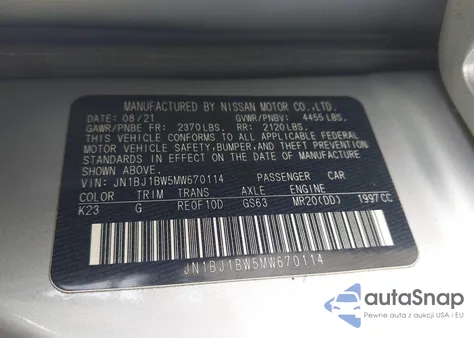 MANUFACTURED BY NISSAN MOTOR CO.,LTD.
DATE: 08/21 GVWR/PNBV: 4455 LBS.
GAWR/PNBE FR: 2370 LBS. RR: 2120 LBS.
THIS VEHICLE CONFORMS TO ALL APPLICABLE FEDERAL
MOTOR VEHICLE SAFETY, BUMPER, AND THEFT PREVENTION
STANDARDS IN EFFECT ON THE DATE OF MANUFACTURE
SHOWN ABOVE.
VIN: JN1BJ1BW5MW670114 PASSENGER CAR
COLOR TRIM TRANS AXLE ENGINE
K23 G RE0F10D GS63 MR20(DD) 1997CC
JN1BJ1BW5MW670114
autoSnap
Pewne auta z aukcji USA i EU